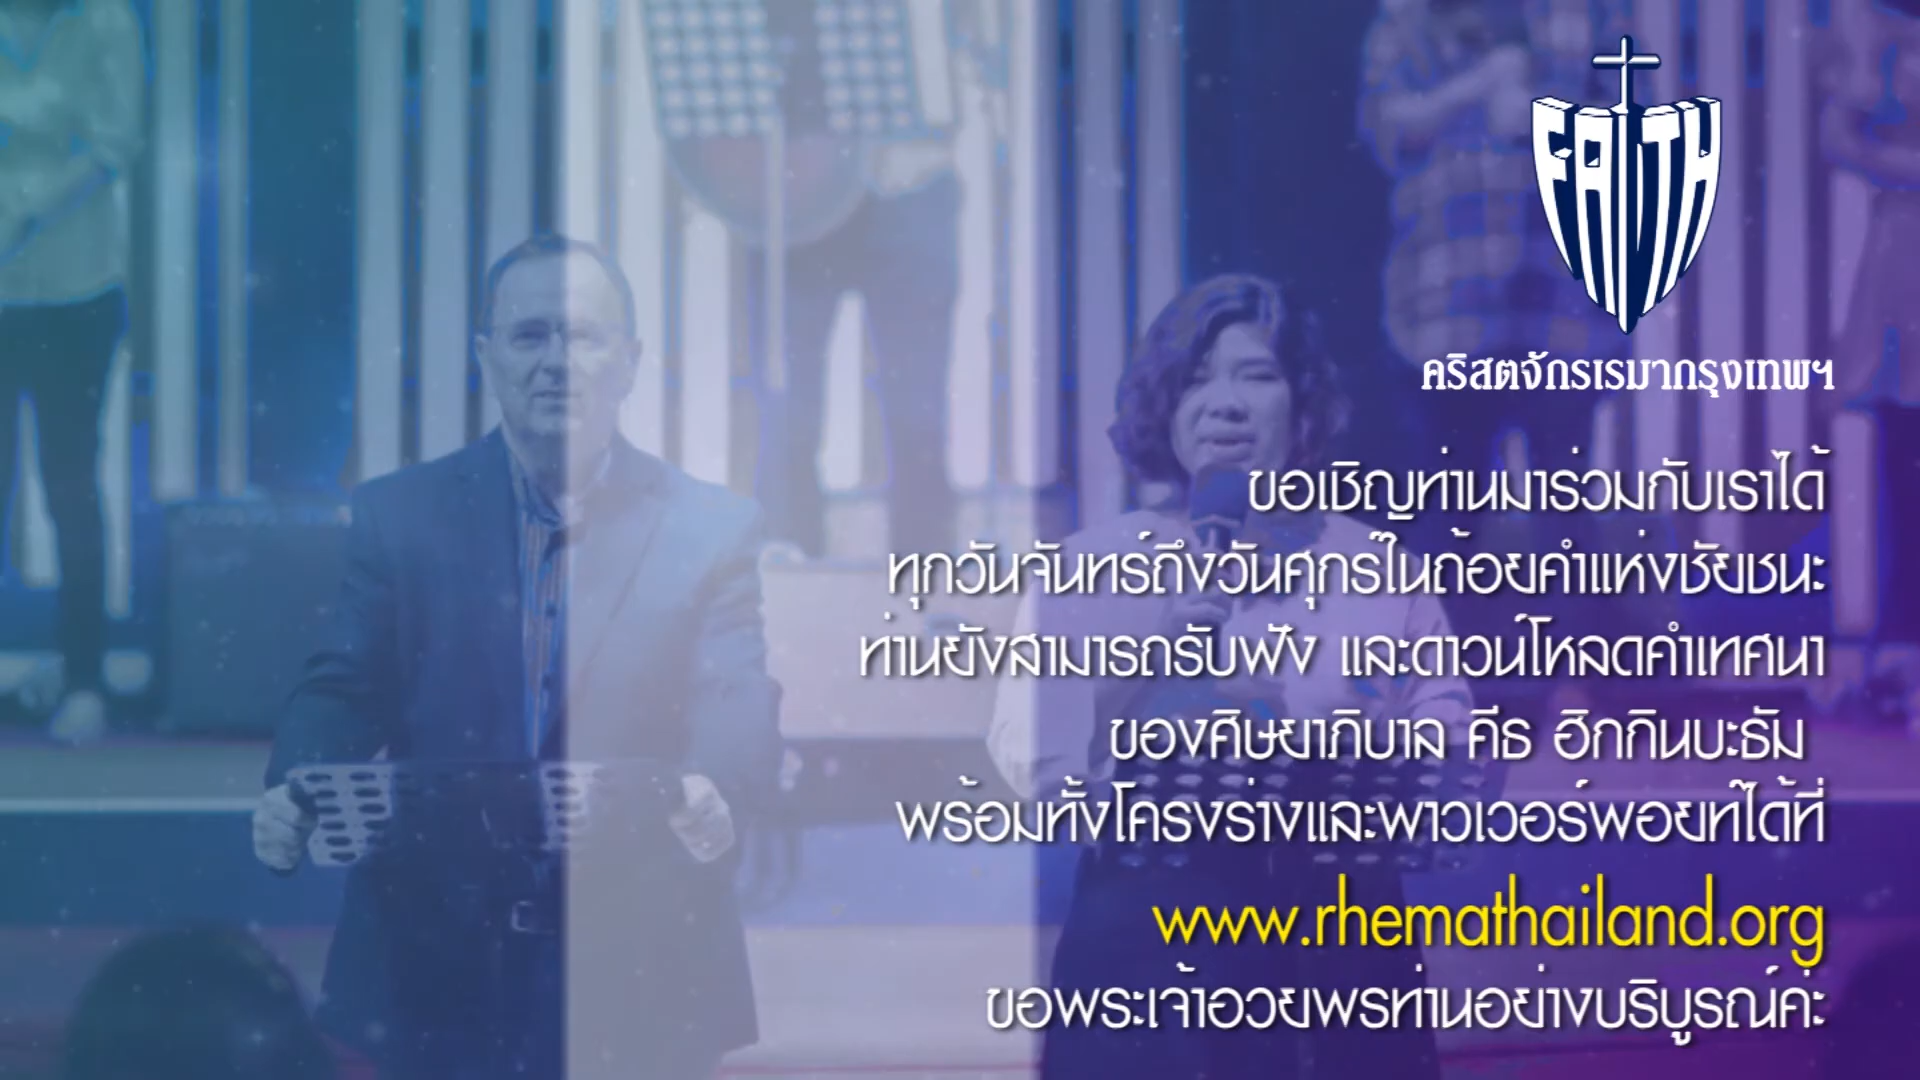 FAITH
คริสตจักรเรมากรุงเทพฯ
ขอเชิญท่านมาร่วมกับเราได้
ทุกวันจันทร์ถึงวันศุกร์ในถ้อยคำแห่งชัยชนะ
ท่านยังสามารถรับฟัง และดาวน์โหลดคำเทศนา
ของศิษยาภิบาล คีธ ฮิกกินบะธัม
พร้อมทั้งโครงร่างและพาวเวอร์พอยท์ได้ที่
www.rhemathailand.org
ขอพระเจ้าอวยพรท่านอย่างบริบูรณ์ค่ะ